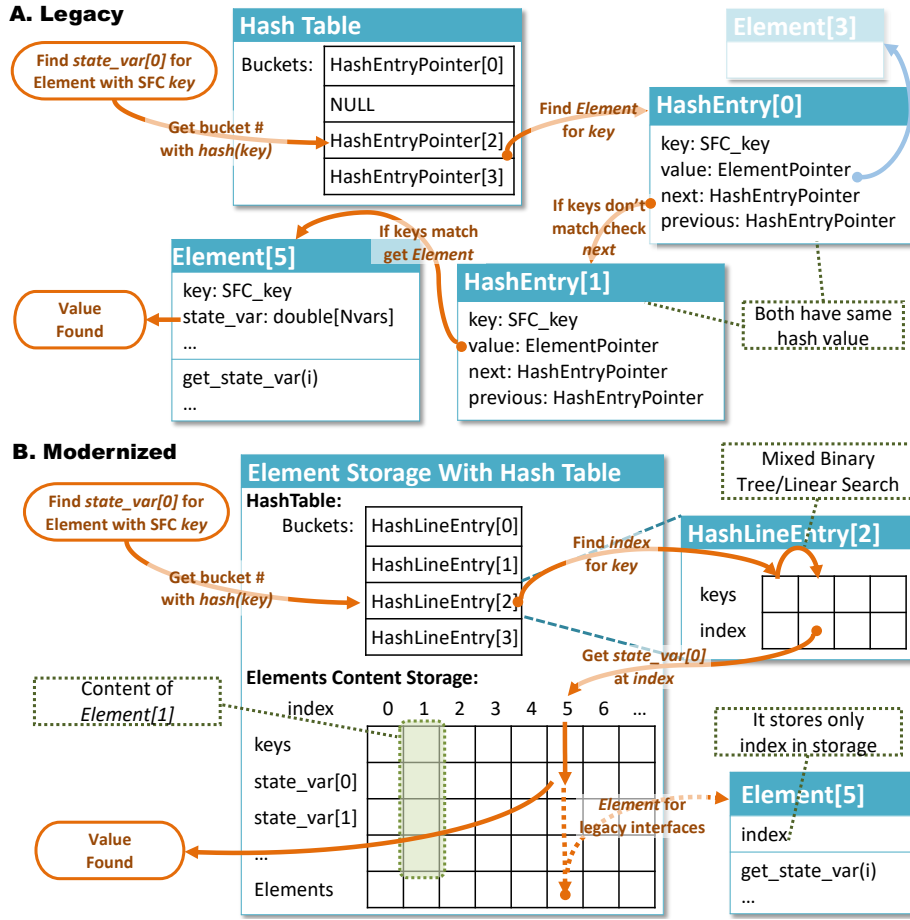 A. Legacy
Find state_var[0] for
Element with SFC key
Get bucket #
with hash(key)
Hash Table
Buckets:
HashEntryPointer[0]
NULL
HashEntryPointer[2]
HashEntryPointer[3]
Find Element
for key
Element[3]
HashEntry[0]
key: SFC_key
value: ElementPointer
next: HashEntryPointer
previous: HashEntryPointer
If keys don't
match check
next
If keys match
get Element
Element[5]
key: SFC_key
state_var: double[Nvars]
...
get_state_var(i)
...
Value
Found
HashEntry[1]
key: SFC_key
value: ElementPointer
next: HashEntryPointer
previous: HashEntryPointer
Both have same
hash value
B. Modernized
Find state_var[0] for
Element with SFC key
Get bucket #
with hash(key)
Element Storage With Hash Table
HashTable:
Buckets:
HashLineEntry[0]
HashLineEntry[1]
HashLineEntry[2]
HashLineEntry[3]
Find index
for key
Mixed Binary
Tree/Linear Search
HashLineEntry[2]
keys
index
Get state_var[0]
at index
Elements Content Storage:
index 0 1 2 3 4 5 6 ...
keys
state_var[0]
state_var[1]
...
Elements
Content of
Element[1]
Value
Found
Element for
legacy interfaces
It stores only
index in storage
Element[5]
index
get_state_var(i)
...